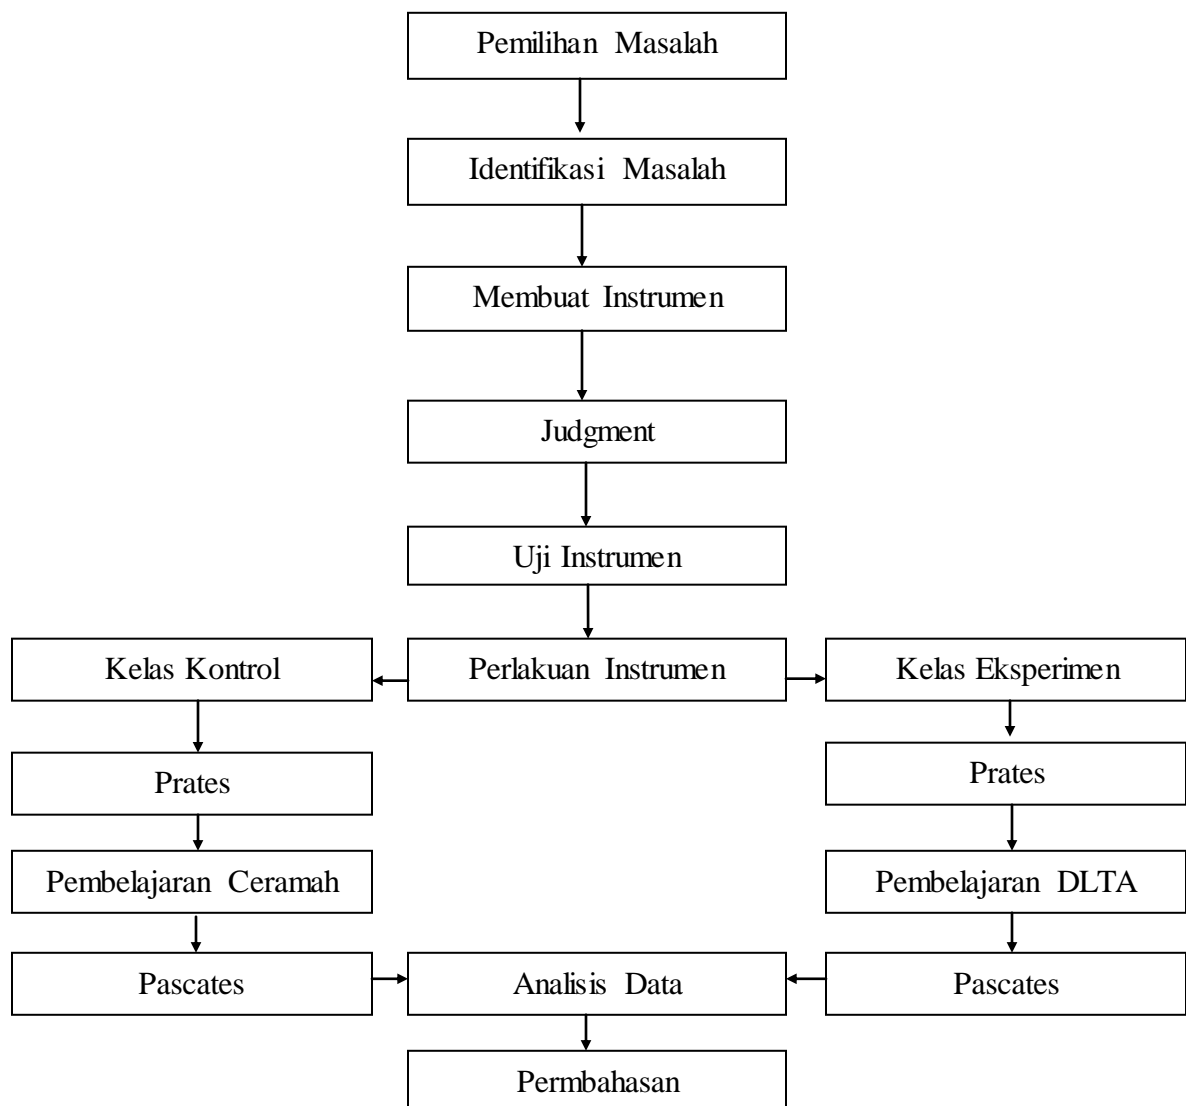 Pemilihan Masalah
Identifikasi Masalah
Membuat Instrumen
Judgment
Uji Instrumen
Kelas Kontrol
Perlakuan Instrumen
Kelas Eksperimen
Prates
Prates
Pembelajaran Ceramah
Pembelajaran DLTA
Pascates
Analisis Data
Pascates
Permbahasan